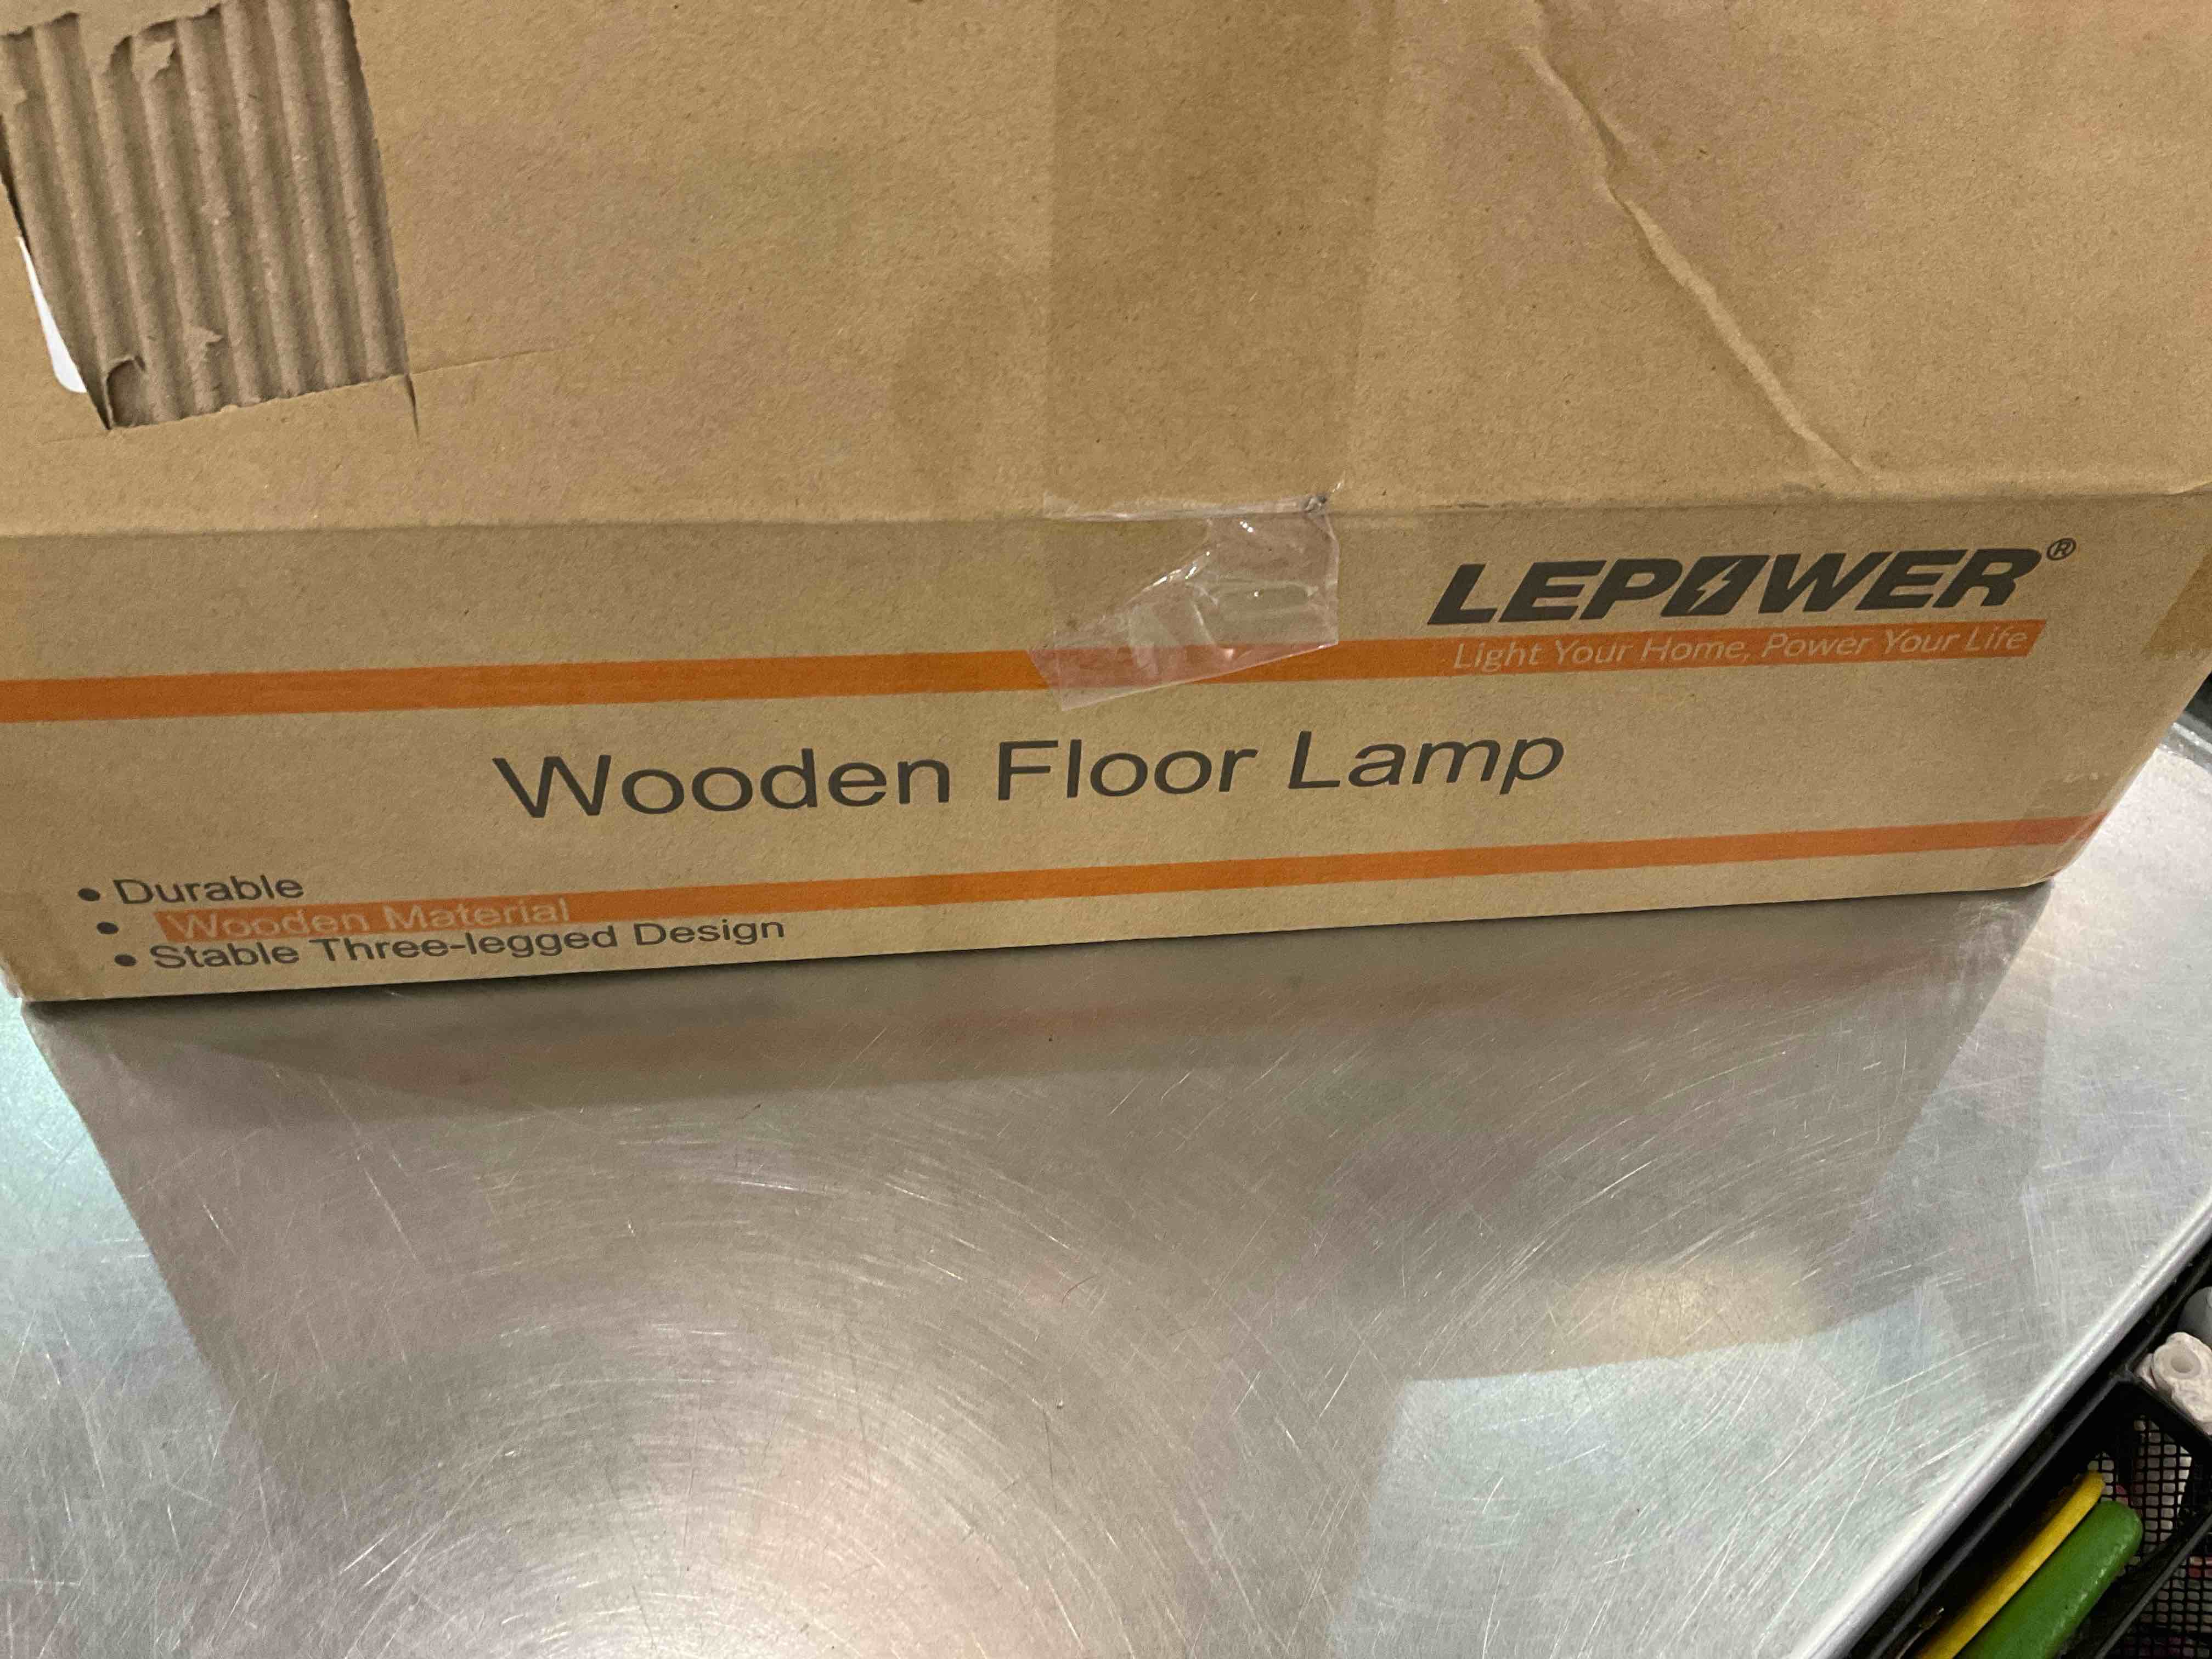 LEPOWER®
Light Your Home, Power Your Life
Wooden Floor Lamp
• Durable
• Wooden Material
• Stable Three-legged Design